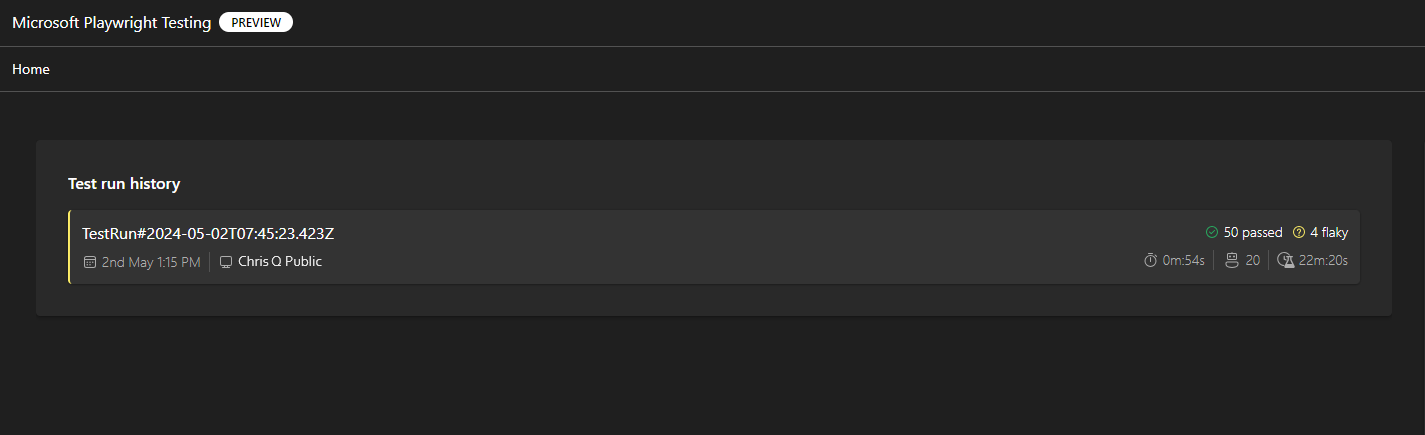 Microsoft Playwright Testing PREVIEW
Home
Test run history
TestRun#2024-05-02T07:45:23.423Z 50 passed 4 flaky
2nd May 1:15 PM Chris Q Public 0m:54s 20 22m:20s